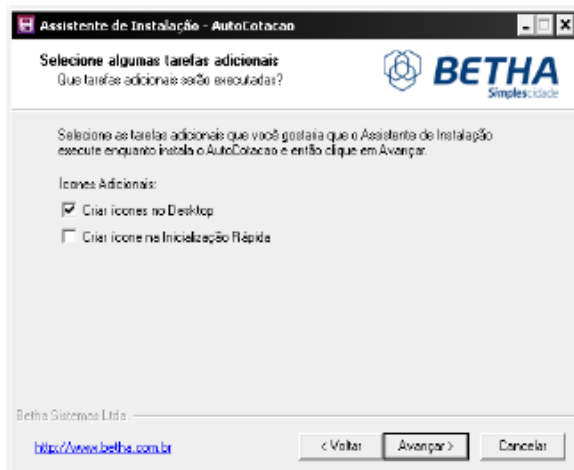 Assistente de Instalação - AutoCotacao
Selecione algumas tarefas adicionais
Que tarefas adicionais serão executadas?
BETHA
Simplescidade
Selecione as tarefas adicionais que você gostaria que o Assistente de Instalação
execute enquanto instala o AutoCotacao e então clique em Avançar.
Ícones Adicionais:
Criar ícones no Desktop
Criar ícone na Inicialização Rápida
Betha Sistemas Ltda.
http://www.betha.com.br
< Voltar
Avançar >
Cancelar